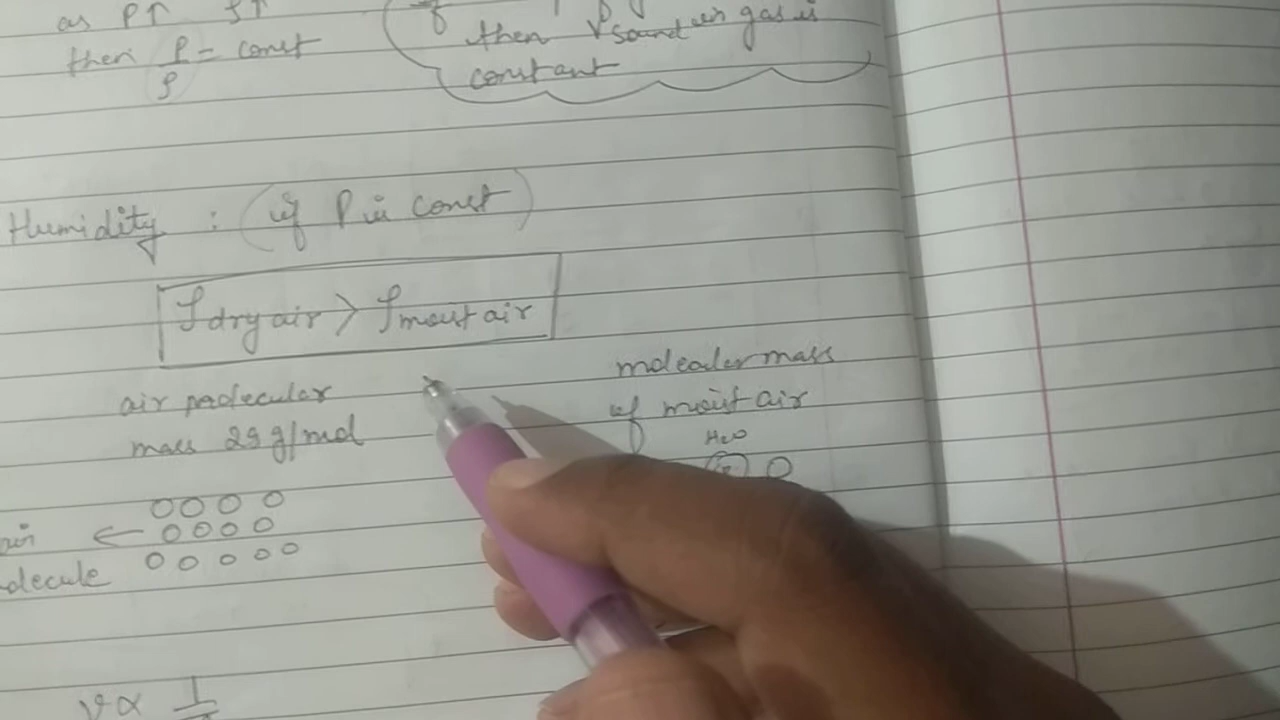 as P↑ ρ↑
then P/ρ = const
then Vsound in gas is
constant
Humidity : (if P is const)
ρdry air > ρmoist air
air molecular
mass 29 g/mol
molecular mass
of moist air
H2O
air
molecule
v ∝ 1